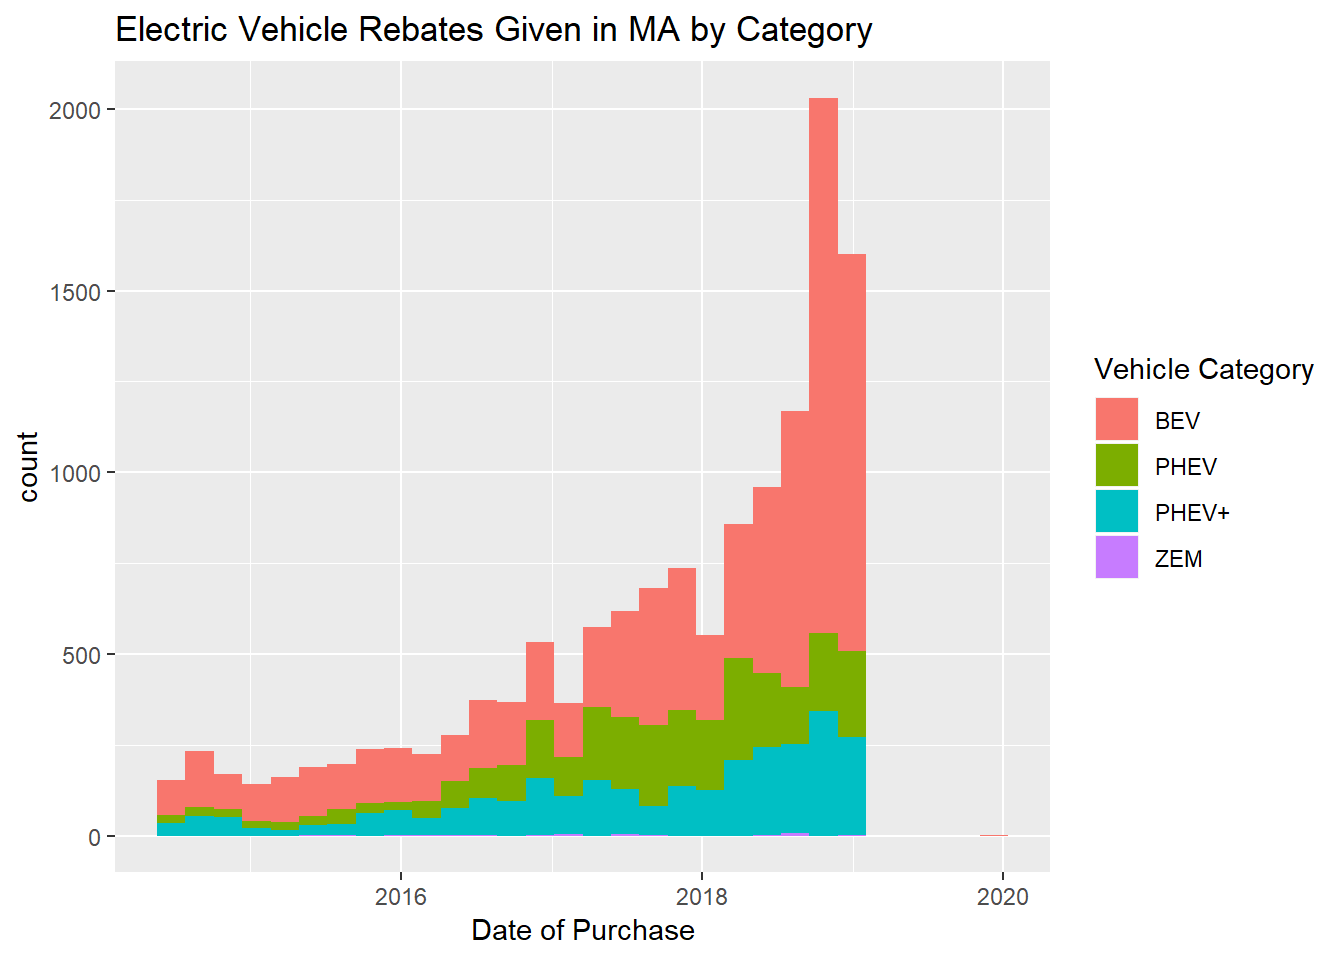 Electric Vehicle Rebates Given in MA by Category
2000
1500
1000
500
0
count
2016
2018
2020
Date of Purchase
Vehicle Category
BEV
PHEV
PHEV+
ZEM